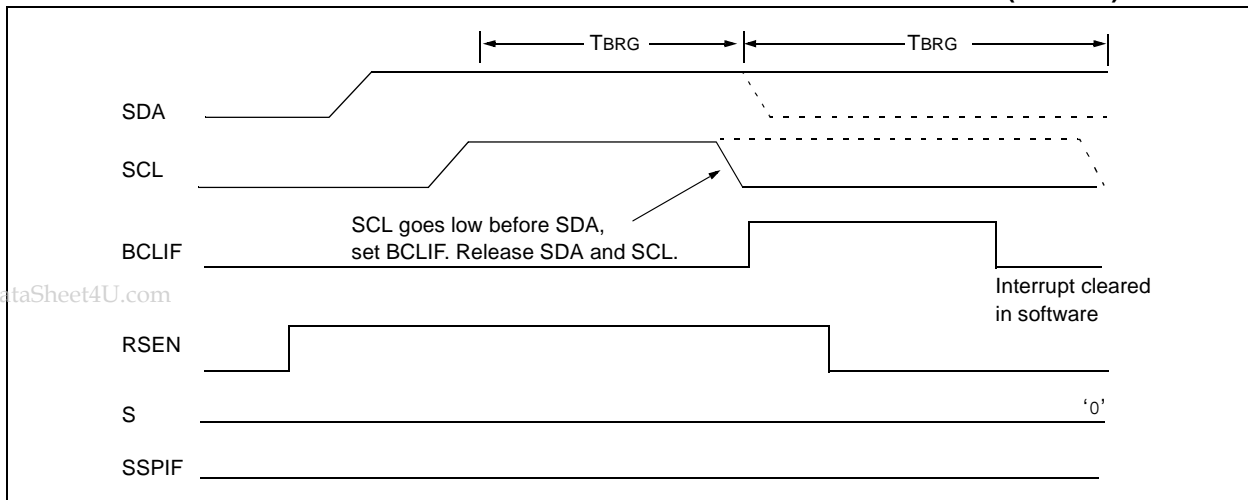 TBRG
TBRG
SDA
SCL
SCL goes low before SDA,
set BCLIF. Release SDA and SCL.
BCLIF
ataSheet4U.com
Interrupt cleared
in software
RSEN
S
‘0’
SSPIF